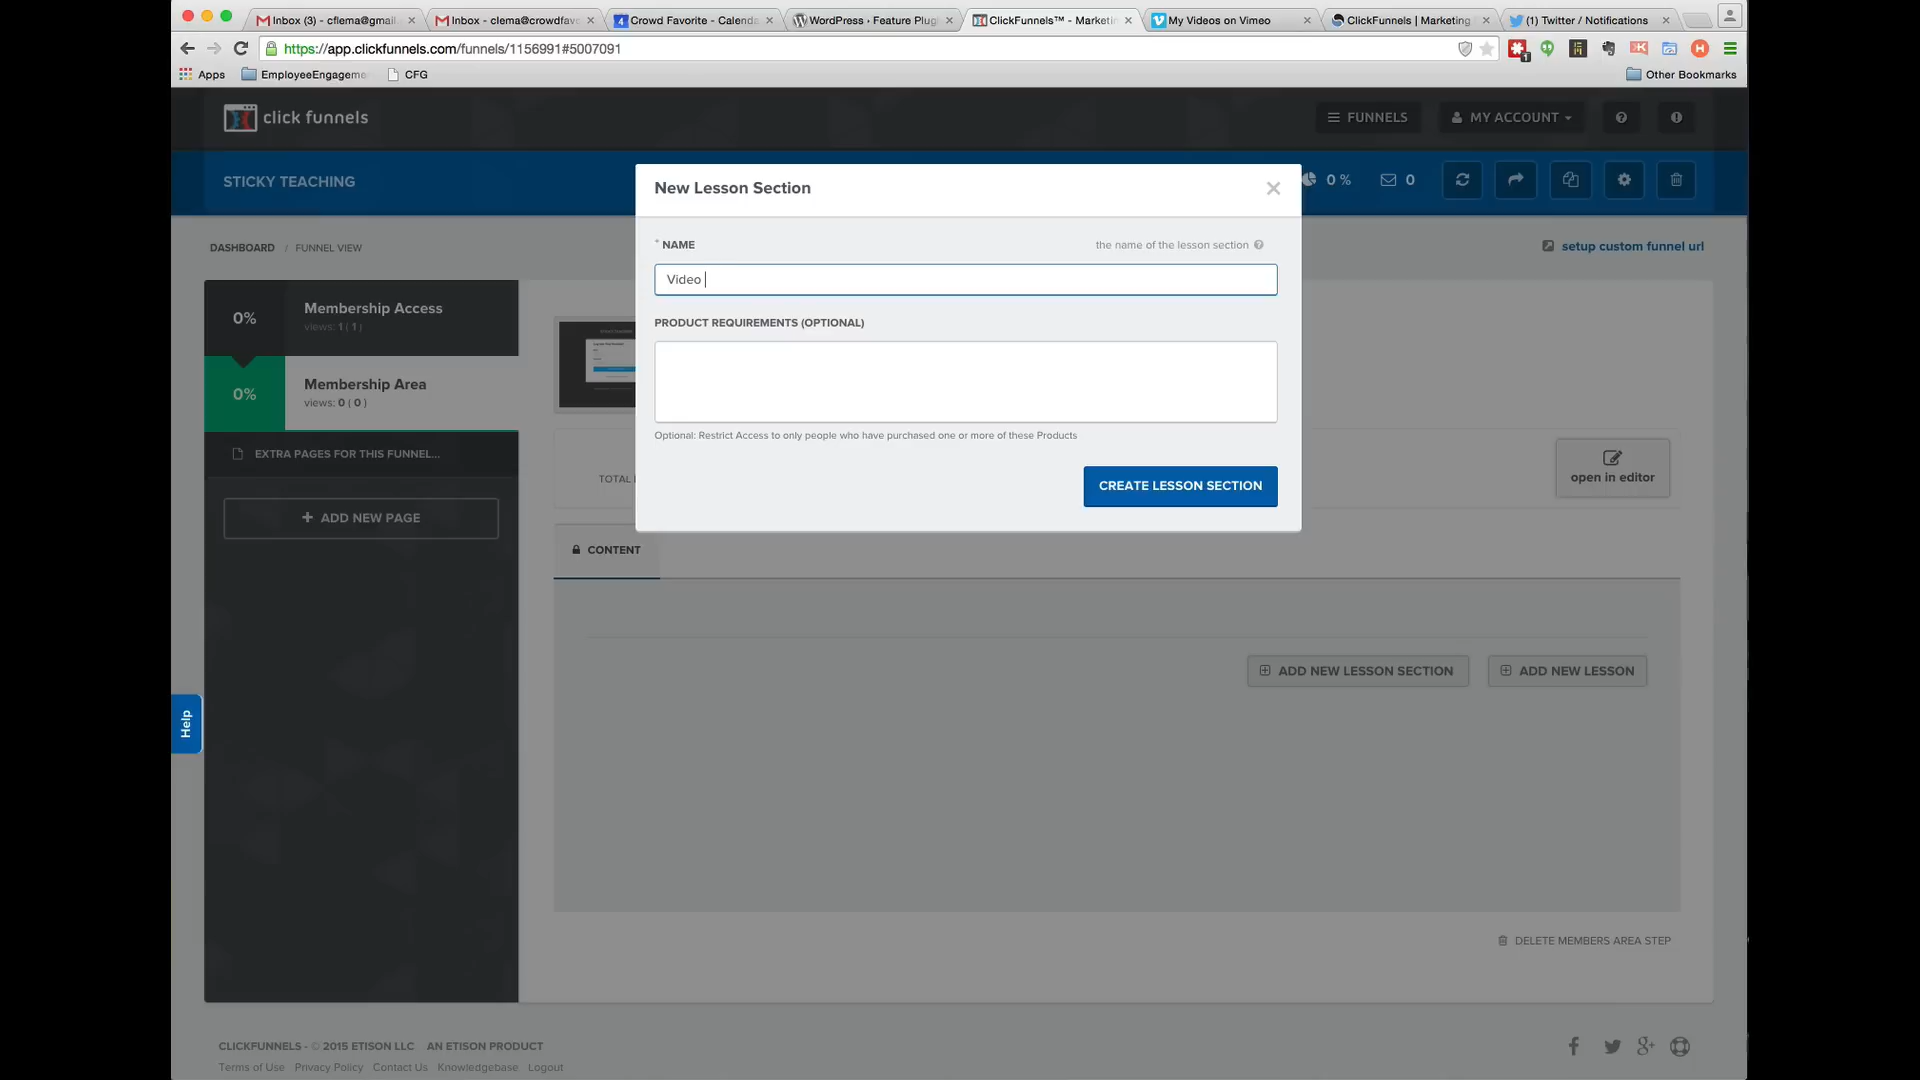 Inbox (3) - cflema@gmail.
Inbox - clema@crowdfav
4 Crowd Favorite - Calenda
WordPress › Feature Plug
ClickFunnels™ - Marketin
My Videos on Vimeo
ClickFunnels | Marketing
(1) Twitter / Notifications
https://app.clickfunnels.com/funnels/1156991#5007091
1
Apps
EmployeeEngageme
CFG
Other Bookmarks
click funnels
FUNNELS
MY ACCOUNT
STICKY TEACHING
0 %
0
New Lesson Section
DASHBOARD / FUNNEL VIEW
setup custom funnel url
* NAME
the name of the lesson section
Video
PRODUCT REQUIREMENTS (OPTIONAL)
Optional: Restrict Access to only people who have purchased one or more of these Products
CREATE LESSON SECTION
0%
Membership Access
views: 1 ( 1 )
0%
Membership Area
views: 0 ( 0 )
EXTRA PAGES FOR THIS FUNNEL...
+ ADD NEW PAGE
TOTAL
open in editor
CONTENT
ADD NEW LESSON SECTION
ADD NEW LESSON
Help
DELETE MEMBERS AREA STEP
CLICKFUNNELS - © 2015 ETISON LLC AN ETISON PRODUCT
Terms of Use Privacy Policy Contact Us Knowledgebase Logout